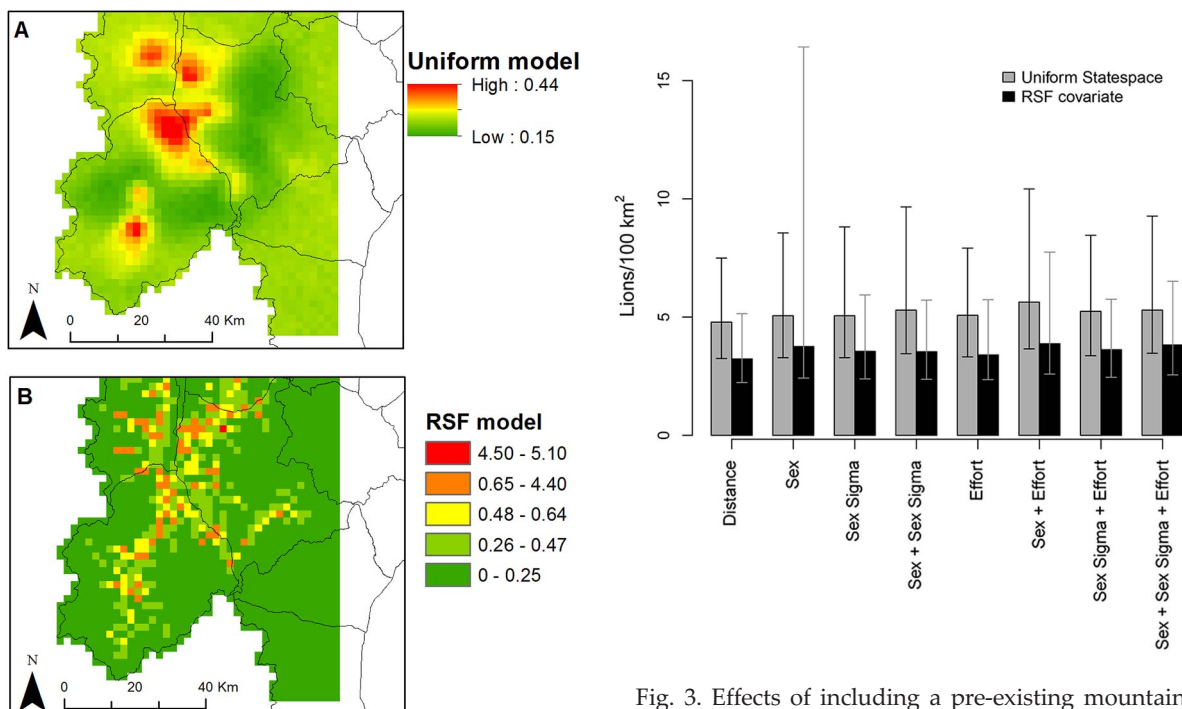 A
Uniform model
High : 0.44
Low : 0.15
N
0 20 40 Km
B
RSF model
4.50 - 5.10
0.65 - 4.40
0.48 - 0.64
0.26 - 0.47
0 - 0.25
N
0 20 40 Km
Lions/100 km²
15
10
5
0
Uniform Statespace
RSF covariate
Distance
Sex
Sex Sigma
Sex + Sex Sigma
Effort
Sex + Effort
Sex Sigma + Effort
Sex + Sex Sigma + Effort
Fig. 3. Effects of including a pre-existing mountain